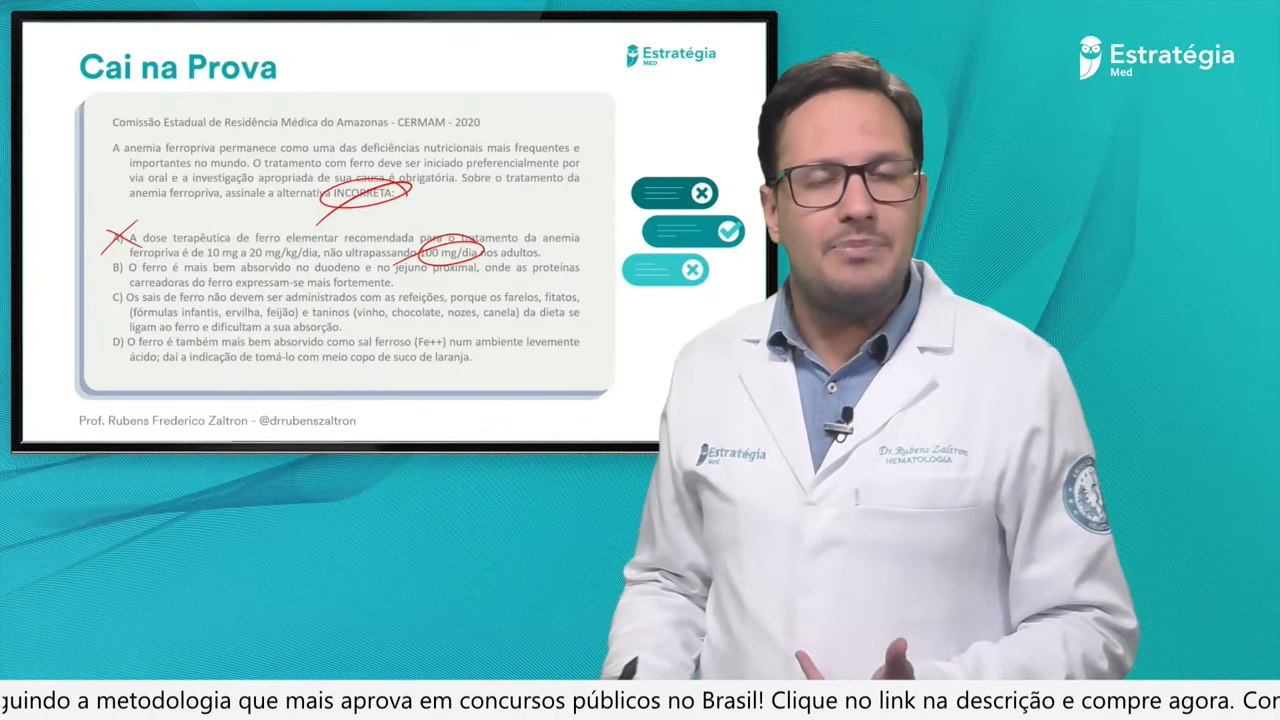 Cai na Prova
Estratégia
MED
Comissão Estadual de Residência Médica do Amazonas - CERMAM - 2020
A anemia ferropriva permanece como uma das deficiências nutricionais mais frequentes e
importantes no mundo. O tratamento com ferro deve ser iniciado preferencialmente por
via oral e a investigação apropriada de sua causa é obrigatória. Sobre o tratamento da
anemia ferropriva, assinale a alternativa INCORRETA:
A) A dose terapêutica de ferro elementar recomendada para o tratamento da anemia
ferropriva é de 10 mg a 20 mg/kg/dia, não ultrapassando 100 mg/dia nos adultos.
B) O ferro é mais bem absorvido no duodeno e no jejuno proximal, onde as proteínas
carreadoras do ferro expressam-se mais fortemente.
C) Os sais de ferro não devem ser administrados com as refeições, porque os farelos, fitatos,
(fórmulas infantis, ervilha, feijão) e taninos (vinho, chocolate, nozes, canela) da dieta se
ligam ao ferro e dificultam a sua absorção.
D) O ferro é também mais bem absorvido como sal ferroso (Fe++) num ambiente levemente
ácido; daí a indicação de tomá-lo com meio copo de suco de laranja.
Prof. Rubens Frederico Zaltron - @drrubenszaltron
Estratégia
Med
Estratégia
Med
Dr. Rubens Zaltron
HEMATOLOGIA
guindo a metodologia que mais aprova em concursos públicos no Brasil! Clique no link na descrição e compre agora. Con